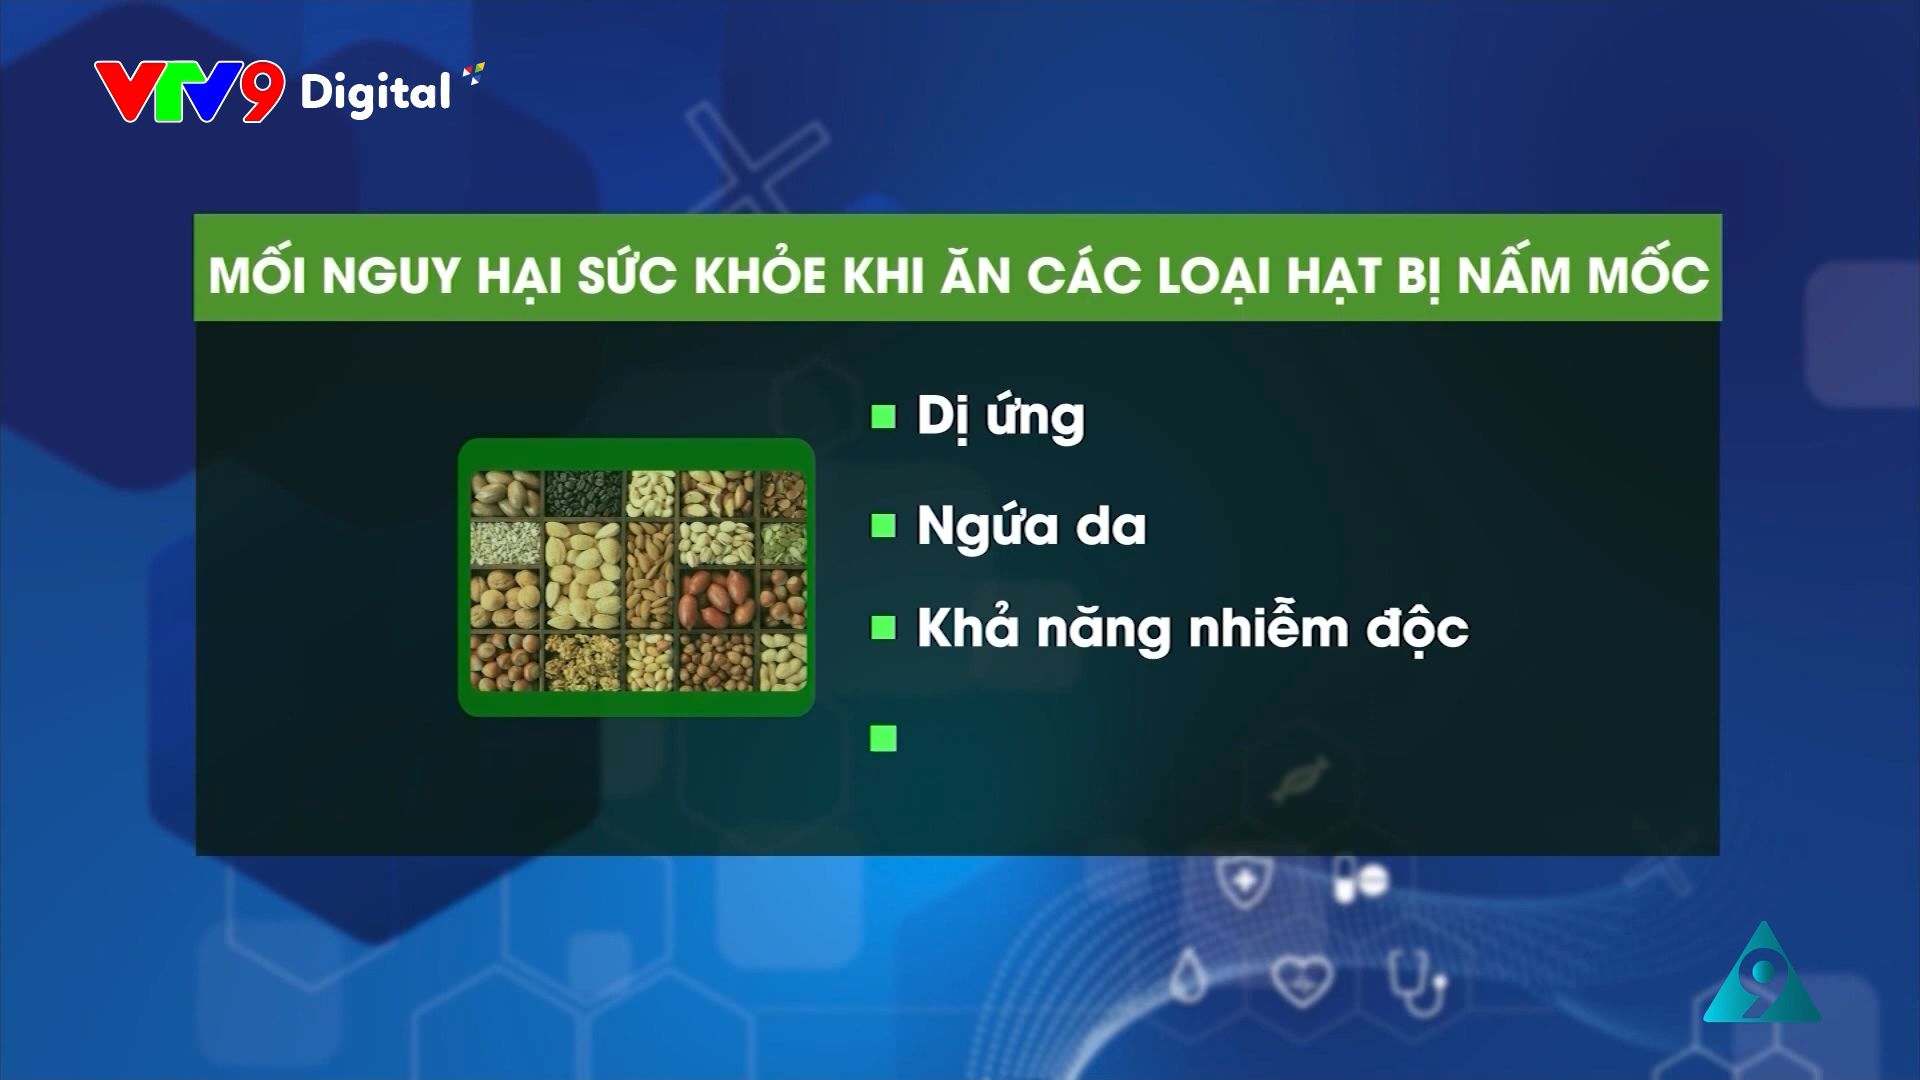 VTV9 Digital
MỐI NGUY HẠI SỨC KHỎE KHI ĂN CÁC LOẠI HẠT BỊ NẤM MỐC
Dị ứng
Ngứa da
Khả năng nhiễm độc
9